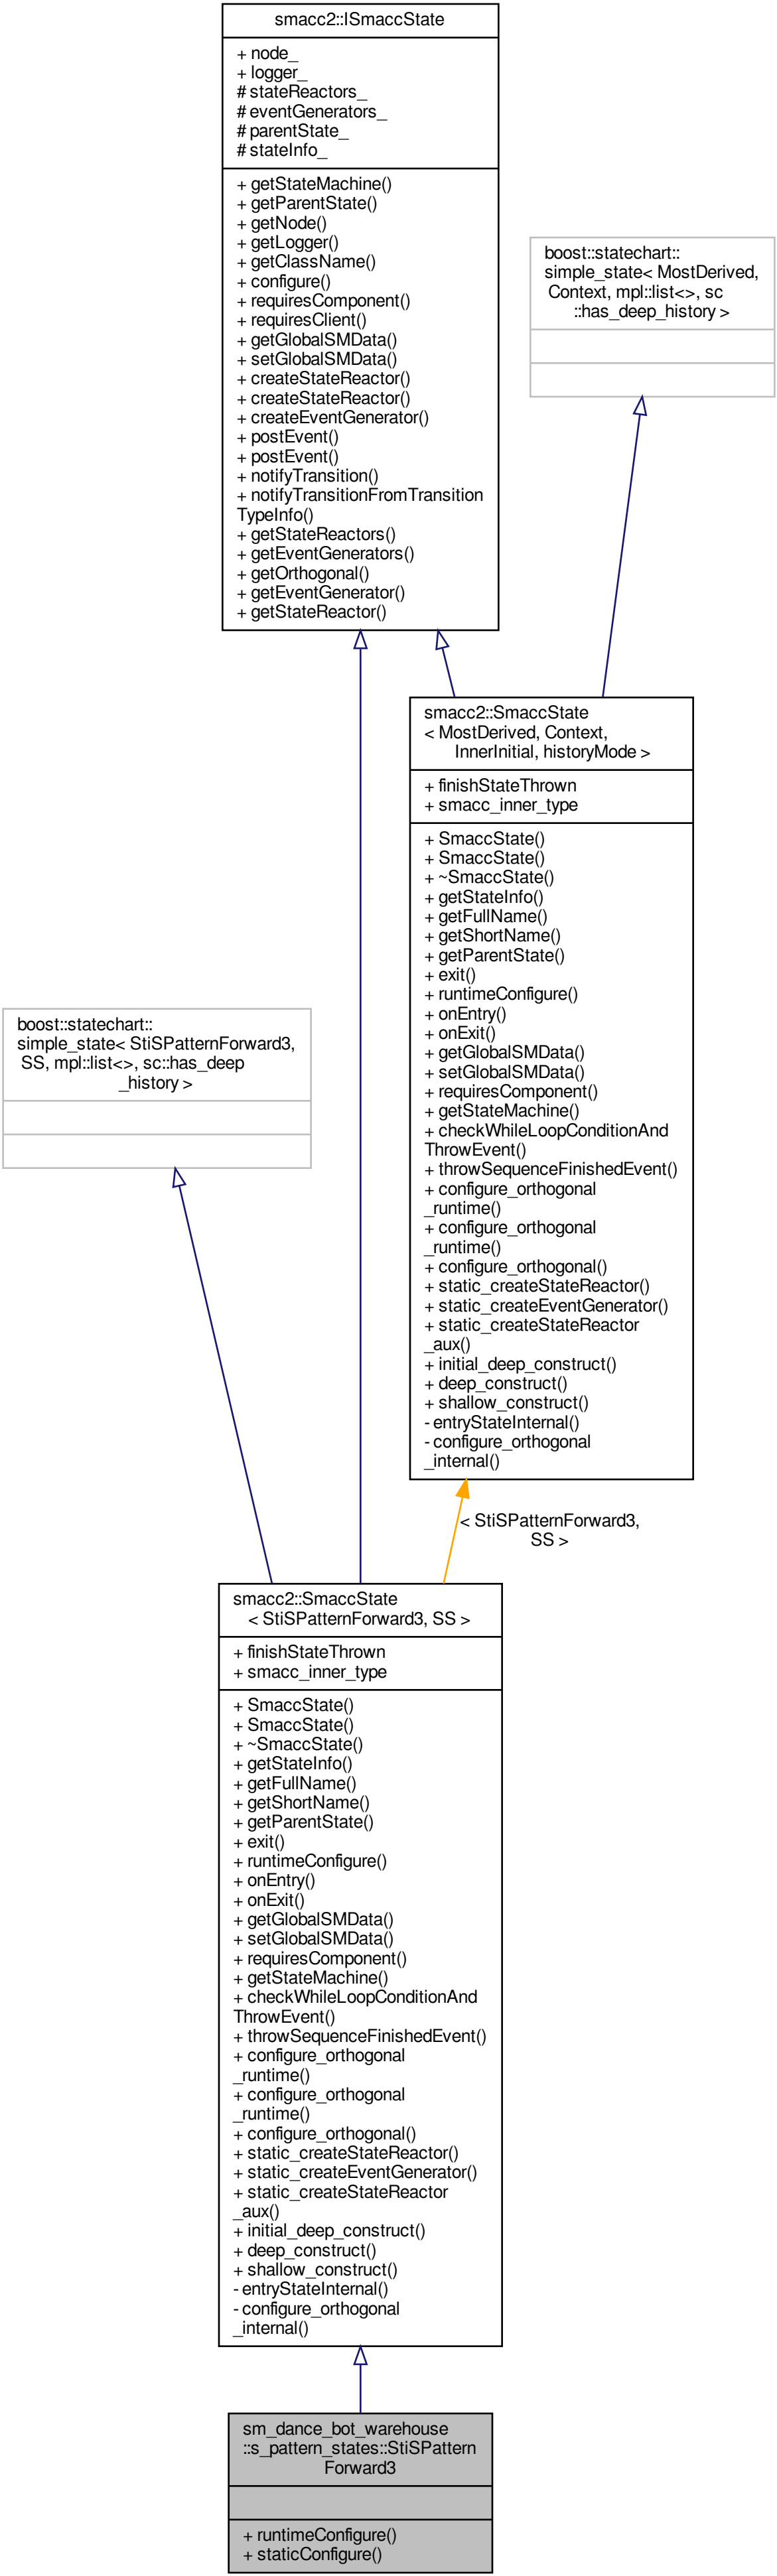 smacc2::ISmaccState
+ node_
+ logger_
# stateReactors_
# eventGenerators_
# parentState_
# stateInfo_
+ getStateMachine()
+ getParentState()
+ getNode()
+ getLogger()
+ getClassName()
+ configure()
+ requiresComponent()
+ requiresClient()
+ getGlobalSMData()
+ setGlobalSMData()
+ createStateReactor()
+ createStateReactor()
+ createEventGenerator()
+ postEvent()
+ postEvent()
+ notifyTransition()
+ notifyTransitionFromTransition
TypeInfo()
+ getStateReactors()
+ getEventGenerators()
+ getOrthogonal()
+ getEventGenerator()
+ getStateReactor()
boost::statechart::
simple_state< MostDerived,
Context, mpl::list<>, sc
::has_deep_history >
smacc2::SmaccState
< MostDerived, Context,
InnerInitial, historyMode >
+ finishStateThrown
+ smacc_inner_type
+ SmaccState()
+ SmaccState()
+ ~SmaccState()
+ getStateInfo()
+ getFullName()
+ getShortName()
+ getParentState()
+ exit()
+ runtimeConfigure()
+ onEntry()
+ onExit()
+ getGlobalSMData()
+ setGlobalSMData()
+ requiresComponent()
+ getStateMachine()
+ checkWhileLoopConditionAnd
ThrowEvent()
+ throwSequenceFinishedEvent()
+ configure_orthogonal
_runtime()
+ configure_orthogonal
_runtime()
+ configure_orthogonal()
+ static_createStateReactor()
+ static_createEventGenerator()
+ static_createStateReactor
_aux()
+ initial_deep_construct()
+ deep_construct()
+ shallow_construct()
- entryStateInternal()
- configure_orthogonal
_internal()
boost::statechart::
simple_state< StiSPatternForward3,
SS, mpl::list<>, sc::has_deep
_history >
< StiSPatternForward3,
SS >
smacc2::SmaccState
< StiSPatternForward3, SS >
+ finishStateThrown
+ smacc_inner_type
+ SmaccState()
+ SmaccState()
+ ~SmaccState()
+ getStateInfo()
+ getFullName()
+ getShortName()
+ getParentState()
+ exit()
+ runtimeConfigure()
+ onEntry()
+ onExit()
+ getGlobalSMData()
+ setGlobalSMData()
+ requiresComponent()
+ getStateMachine()
+ checkWhileLoopConditionAnd
ThrowEvent()
+ throwSequenceFinishedEvent()
+ configure_orthogonal
_runtime()
+ configure_orthogonal
_runtime()
+ configure_orthogonal()
+ static_createStateReactor()
+ static_createEventGenerator()
+ static_createStateReactor
_aux()
+ initial_deep_construct()
+ deep_construct()
+ shallow_construct()
- entryStateInternal()
- configure_orthogonal
_internal()
sm_dance_bot_warehouse
::s_pattern_states::StiSPattern
Forward3
+ runtimeConfigure()
+ staticConfigure()